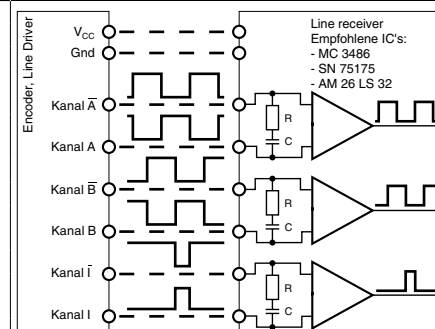 Encoder, Line Driver
VCC
Gnd
Line receiver
Empfohlene IC's:
- MC 3486
- SN 75175
- AM 26 LS 32
Kanal A̅
R
C
Kanal A
Kanal B̅
R
C
Kanal B
Kanal I̅
R
C
Kanal I